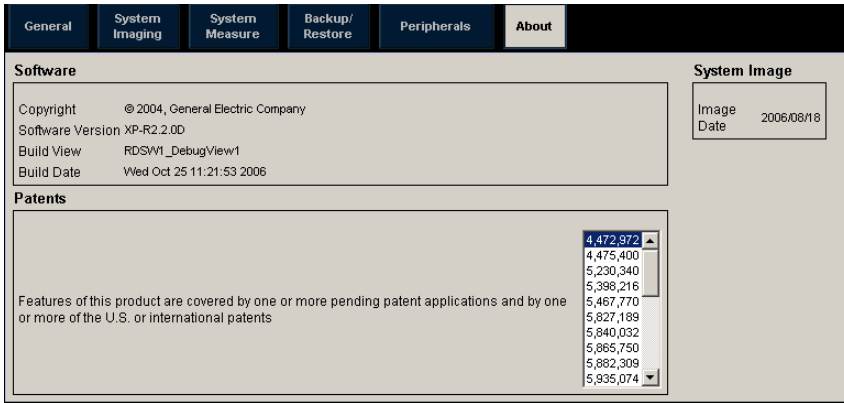 General
System
Imaging
System
Measure
Backup/
Restore
Peripherals
About
Software
Copyright © 2004, General Electric Company
Software Version XP-R2.2.0D
Build View RDSW1_DebugView1
Build Date Wed Oct 25 11:21:53 2006
System Image
Image
Date
2006/08/18
Patents
Features of this product are covered by one or more pending patent applications and by one
or more of the U.S. or international patents
4,472,972
4,475,400
5,230,340
5,398,216
5,467,770
5,827,189
5,840,032
5,865,750
5,882,309
5,935,074